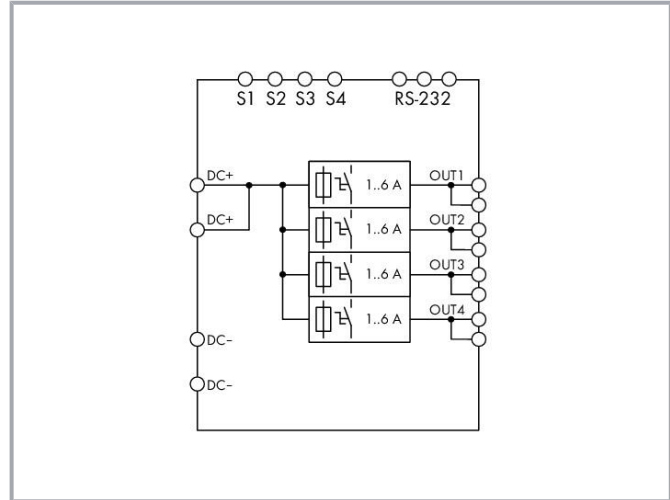 S1 S2 S3 S4 RS-232
DC+
DC+
DC–
DC–
1..6 A
1..6 A
1..6 A
1..6 A
OUT1
OUT2
OUT3
OUT4